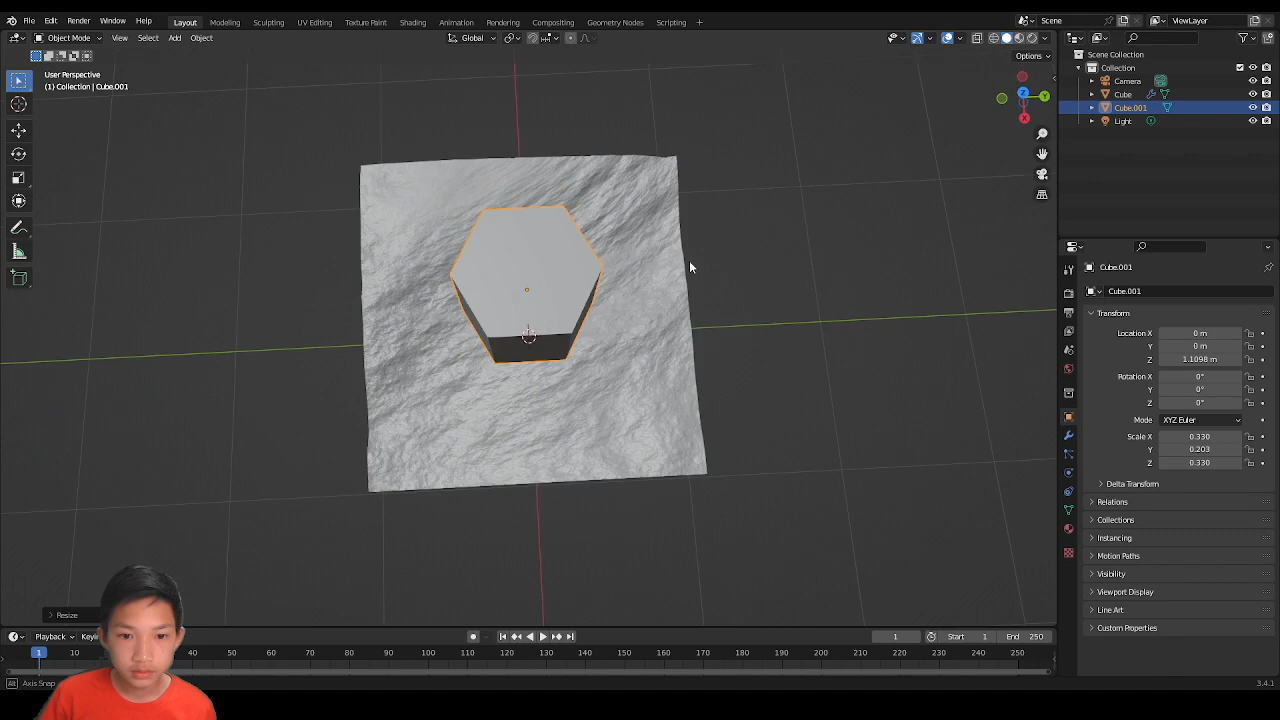 File Edit Render Window Help Layout Modeling Sculpting UV Editing Texture Paint Shading Animation Rendering Compositing Geometry Nodes Scripting + Scene ViewLayer
Object Mode View Select Add Object Global
Options
User Perspective
(1) Collection | Cube.001
Scene Collection
Collection
Camera
Cube
Cube.001
Light
Z
Y
X
Cube.001
Cube.001
Transform
Location X 0 m
Y 0 m
Z 1.1098 m
Rotation X 0°
Y 0°
Z 0°
Mode XYZ Euler
Scale X 0.330
Y 0.203
Z 0.330
Delta Transform
Relations
Collections
Instancing
Motion Paths
Visibility
Viewport Display
Line Art
Custom Properties
Resize
Playback 1 Start 1 End 250
1 10 40 50 60 70 80 90 100 110 120 130 140 150 160 170 180 190 200 210 220 230 240 250
Alt Axis Snap 3.4.1